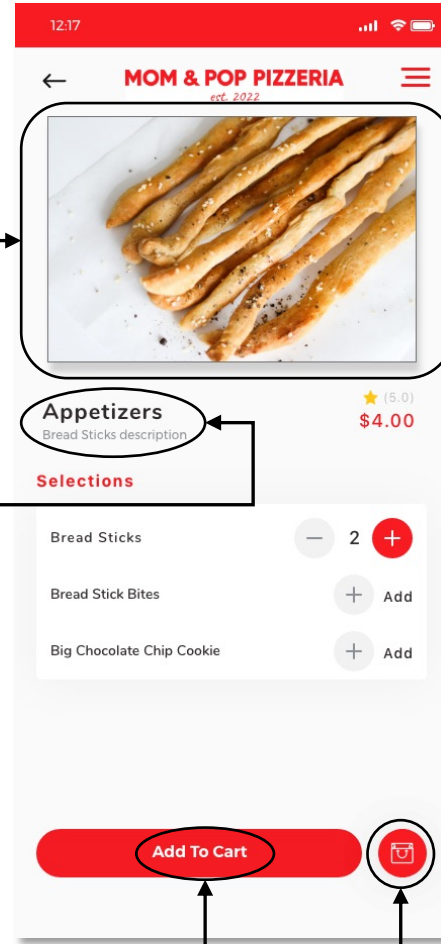 12:17
MOM & POP PIZZERIA
est. 2022
Appetizers
(5.0)
Bread Sticks description
$4.00
Selections
Bread Sticks
2
Bread Stick Bites
Add
Big Chocolate Chip Cookie
Add
Add To Cart